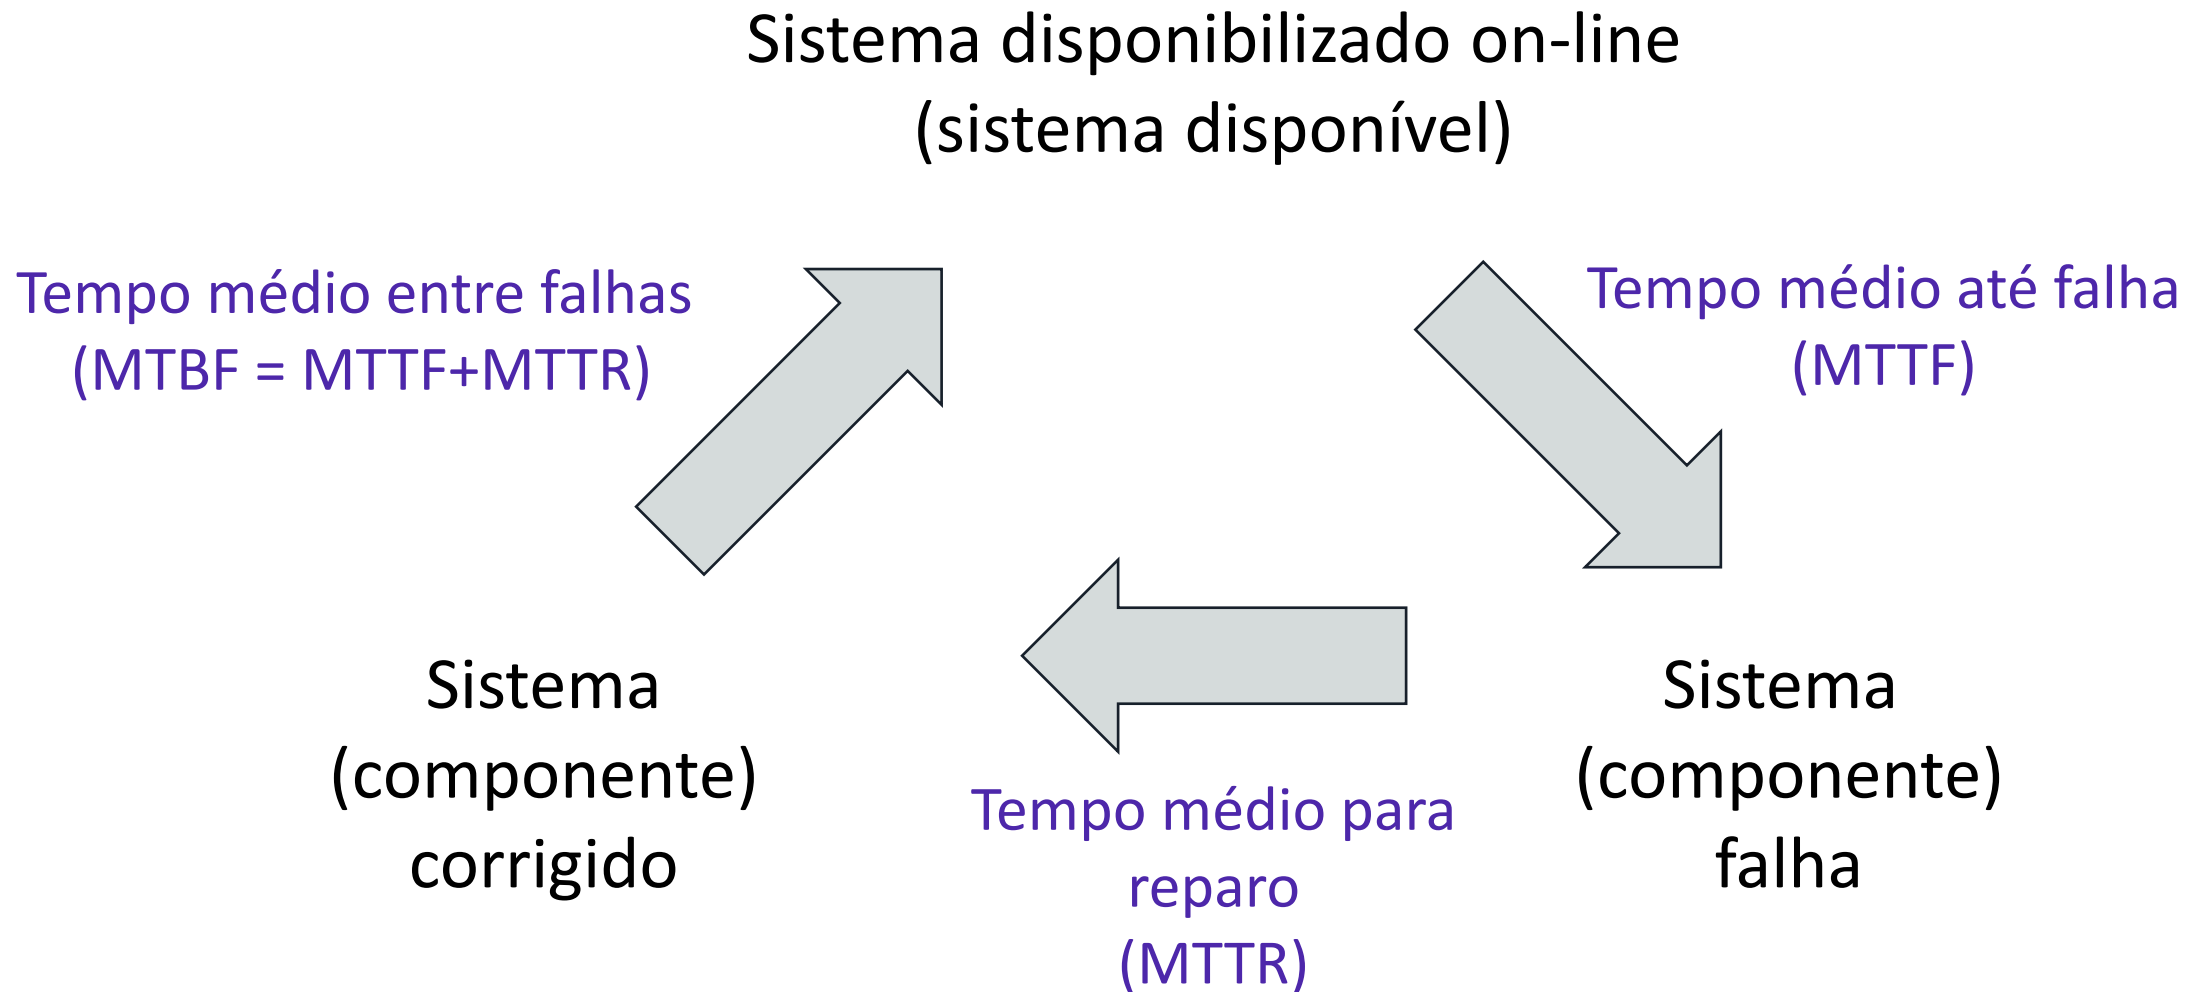 Sistema disponibilizado on-line
(sistema disponível)
Tempo médio entre falhas
(MTBF = MTTF+MTTR)
Tempo médio até falha
(MTTF)
Sistema
(componente)
corrigido
Tempo médio para
reparo
(MTTR)
Sistema
(componente)
falha